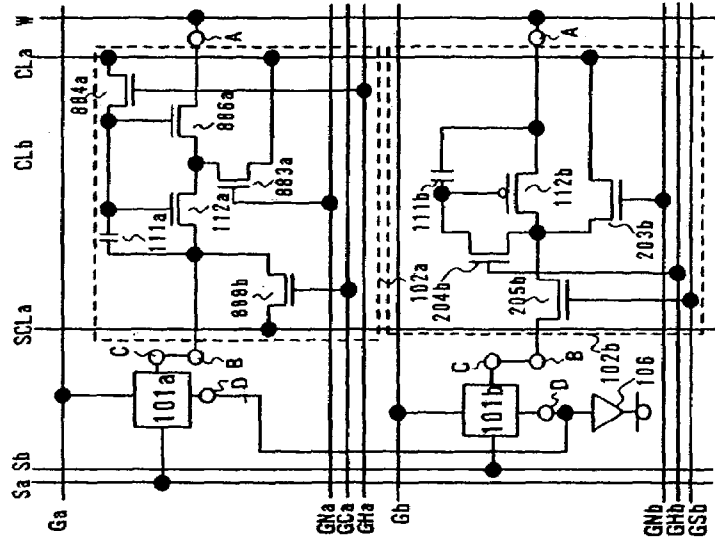 W
CLa
CLb
SCLa
Sb
Sa
A
884a
886a
883a
112a
111a
888b
102a
C
B
101a
D
Ga
GNa
GCa
GHa
A
111b
112b
204b
203b
205b
102b
C
B
101b
D
106
Gb
GNb
GHb
GSb